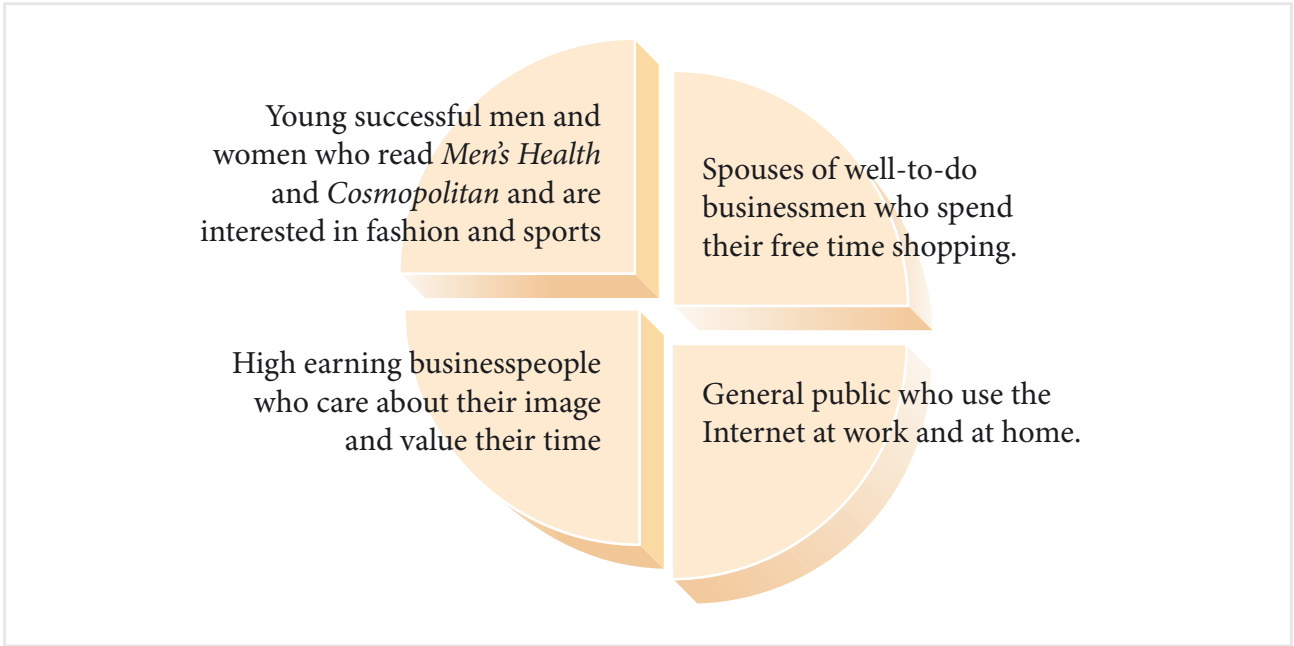 Young successful men and
women who read Men's Health
and Cosmopolitan and are
interested in fashion and sports
Spouses of well-to-do
businessmen who spend
their free time shopping.
High earning businesspeople
who care about their image
and value their time
General public who use the
Internet at work and at home.